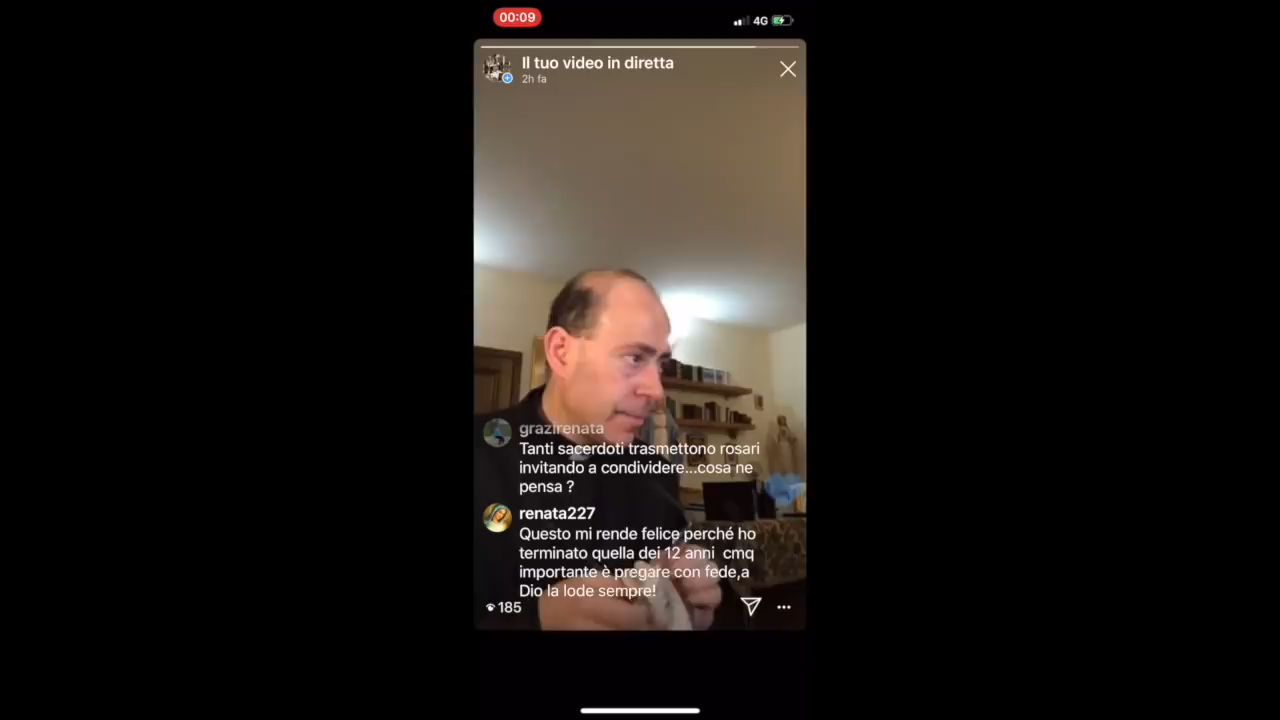 00:09
4G
Il tuo video in diretta
2h fa
grazirenata
Tanti sacerdoti trasmettono rosari
invitando a condividere...cosa ne
pensa ?
renata227
Questo mi rende felice perché ho
terminato quella dei 12 anni  cmq
importante è pregare con fede,a
Dio la lode sempre!
185